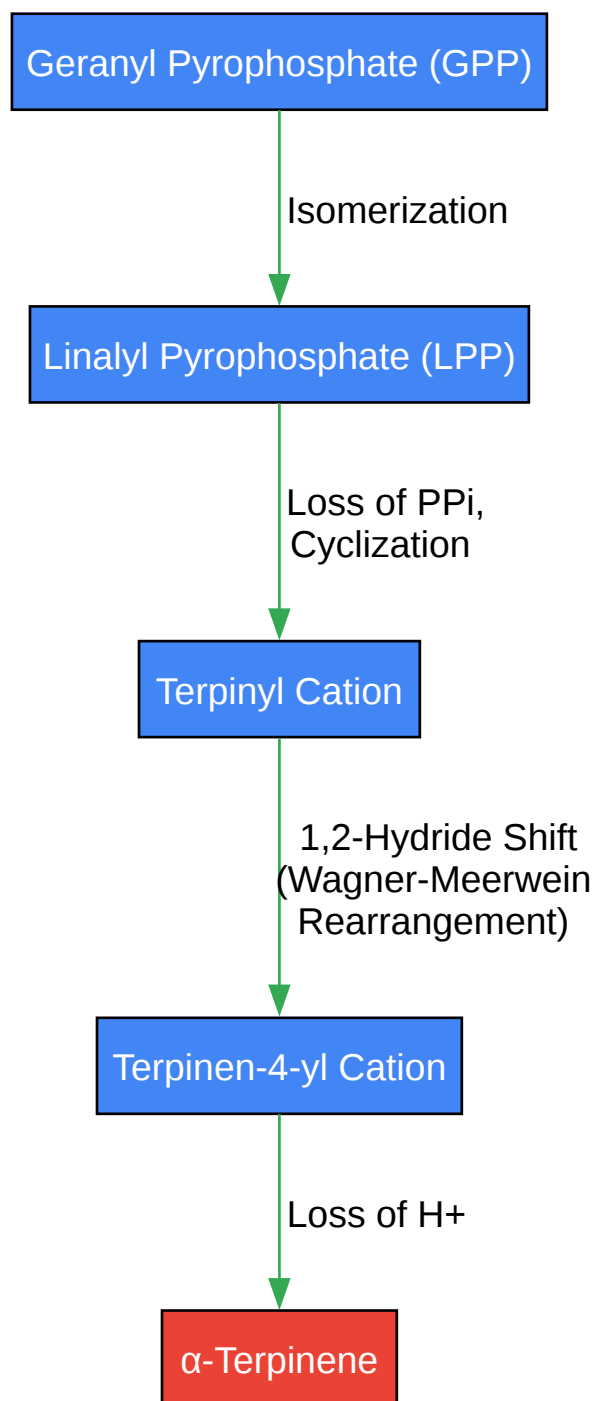 Geranyl Pyrophosphate (GPP)
Isomerization
Linalyl Pyrophosphate (LPP)
Loss of PPi,
Cyclization
Terpinyl Cation
1,2-Hydride Shift
(Wagner-Meerwein
Rearrangement)
Terpinen-4-yl Cation
Loss of H+
α-Terpinene